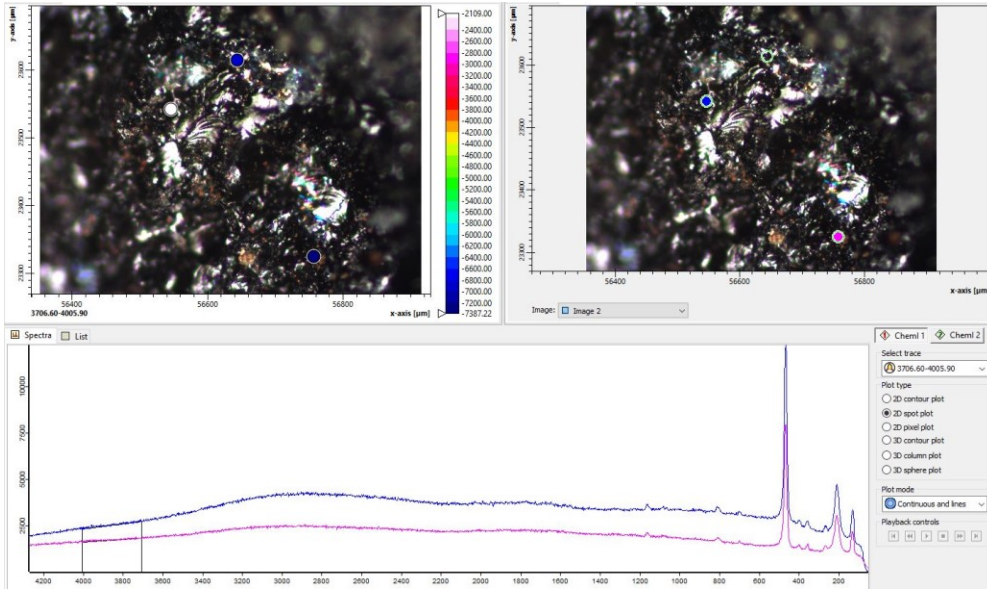 y-axis [µm]
23600
23500
23400
23300
56400 56600 56800
3706.60-4005.90
x-axis [µm]
-2109.00
-2400.00
-2600.00
-2800.00
-3000.00
-3200.00
-3400.00
-3600.00
-3800.00
-4000.00
-4200.00
-4400.00
-4600.00
-4800.00
-5000.00
-5200.00
-5400.00
-5600.00
-5800.00
-6000.00
-6200.00
-6400.00
-6600.00
-6800.00
-7000.00
-7200.00
-7387.22
y-axis [µm]
23600
23500
23400
23300
56400 56600 56800
x-axis [µm]
Image: Image 2
Spectra List
10000
7500
5000
2500
4200 4000 3800 3600 3400 3200 3000 2800 2600 2400 2200 2000 1800 1600 1400 1200 1000 800 600 400 200
1 ChemI 1 2 ChemI 2
Select trace
3706.60-4005.90
Plot type
2D contour plot
2D spot plot
2D pixel plot
3D contour plot
3D column plot
3D sphere plot
Plot mode
Continuous and lines
Playback controls